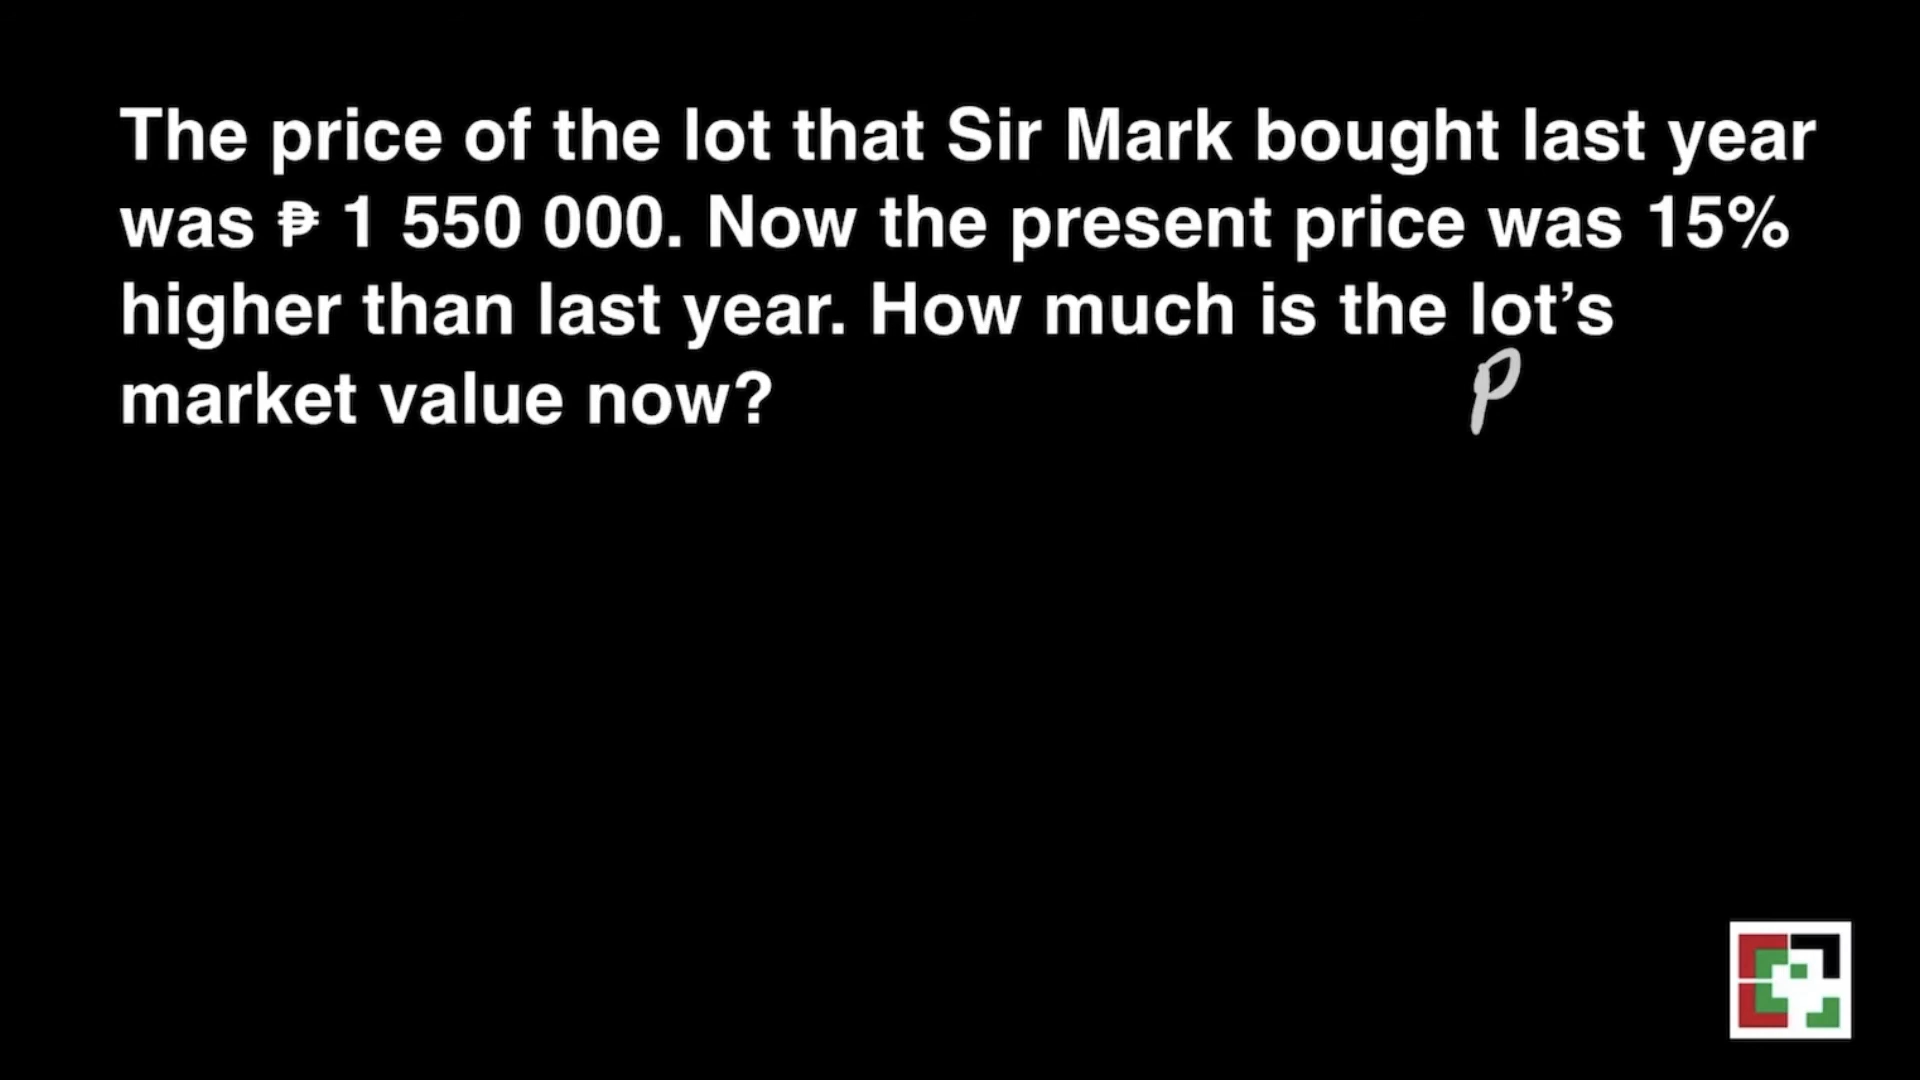 The price of the lot that Sir Mark bought last year
was ₱ 1 550 000. Now the present price was 15%
higher than last year. How much is the lot’s
market value now?
P